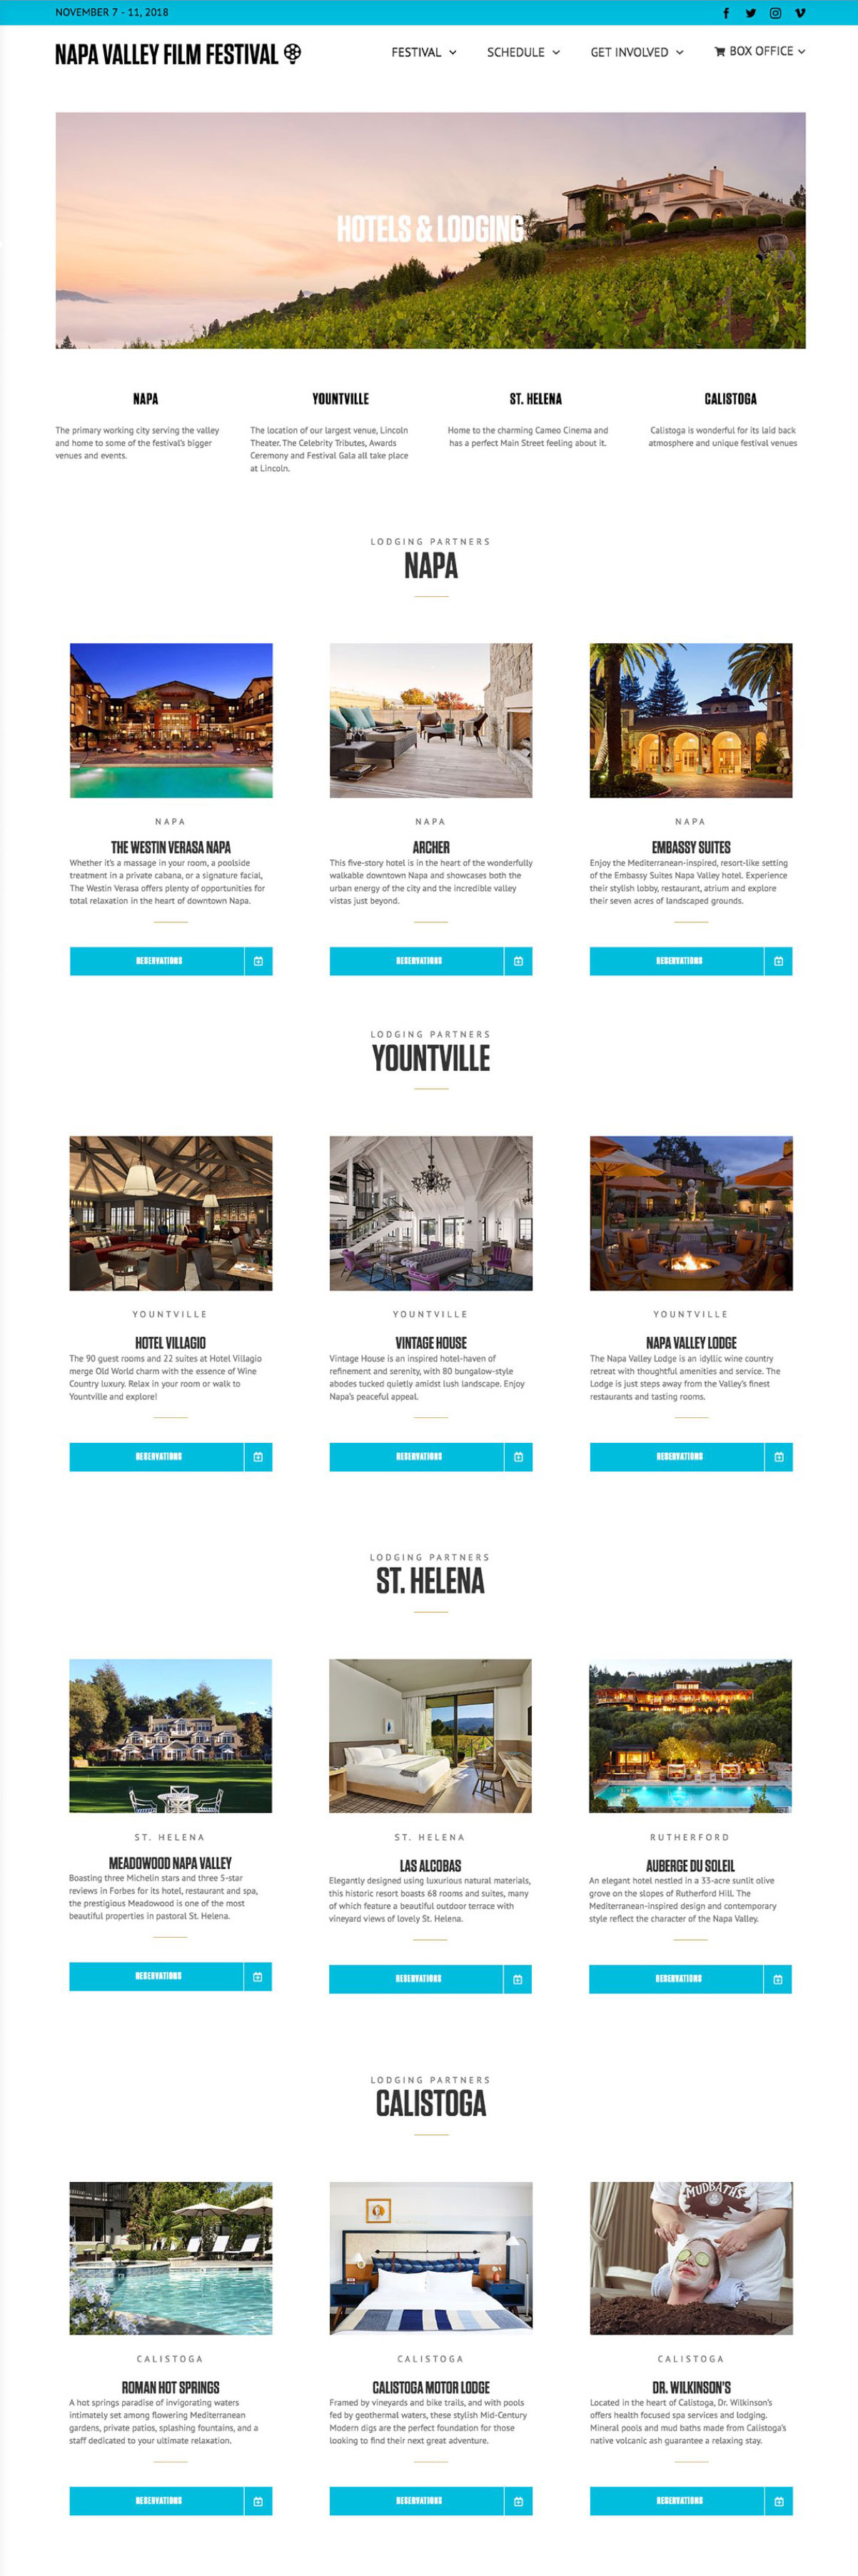 NOVEMBER 7 - 11, 2018
NAPA VALLEY FILM FESTIVAL
FESTIVAL
SCHEDULE
GET INVOLVED
BOX OFFICE
HOTELS & LODGING
NAPA
The primary working city serving the valley
and home to some of the festival's bigger
venues and events.
YOUNTVILLE
The location of our largest venue, Lincoln
Theater. The Celebrity Tributes, Awards
Ceremony and Festival Gala all take place
at Lincoln.
ST. HELENA
Home to the charming Cameo Cinema and
has a perfect Main Street feeling about it.
CALISTOGA
Calistoga is wonderful for its laid back
atmosphere and unique festival venues
LODGING PARTNERS
NAPA
NAPA
THE WESTIN VERASA NAPA
Whether it's a massage in your room, a poolside
treatment in a private cabana, or a signature facial,
The Westin Verasa offers plenty of opportunities for
total relaxation in the heart of downtown Napa.
RESERVATIONS
NAPA
ARCHER
This five-story hotel is in the heart of the wonderfully
walkable downtown Napa and showcases both the
urban energy of the city and the incredible valley
vistas just beyond.
RESERVATIONS
NAPA
EMBASSY SUITES
Enjoy the Mediterranean-inspired, resort-like setting
of the Embassy Suites Napa Valley hotel. Experience
their stylish lobby, restaurant, atrium and explore
their seven acres of landscaped grounds.
RESERVATIONS
LODGING PARTNERS
YOUNTVILLE
YOUNTVILLE
HOTEL VILLAGIO
The 90 guest rooms and 22 suites at Hotel Villagio
merge Old World charm with the essence of Wine
Country luxury. Relax in your room or walk to
Yountville and explore!
RESERVATIONS
YOUNTVILLE
VINTAGE HOUSE
Vintage House is an inspired hotel-haven of
refinement and serenity, with 80 bungalow-style
abodes tucked quietly amidst lush landscape. Enjoy
Napa's peaceful appeal.
RESERVATIONS
YOUNTVILLE
NAPA VALLEY LODGE
The Napa Valley Lodge is an idyllic wine country
retreat with thoughtful amenities and service. The
Lodge is just steps away from the Valley's finest
restaurants and tasting rooms.
RESERVATIONS
LODGING PARTNERS
ST. HELENA
ST. HELENA
MEADOWOOD NAPA VALLEY
Boasting three Michelin stars and three 5-star
reviews in Forbes for its hotel, restaurant and spa,
the prestigious Meadowood is one of the most
beautiful properties in pastoral St. Helena.
RESERVATIONS
ST. HELENA
LAS ALCOBAS
Elegantly designed using luxurious natural materials,
this historic resort boasts 68 rooms and suites, many
of which feature a beautiful outdoor terrace with
vineyard views of lovely St. Helena.
RESERVATIONS
RUTHERFORD
AUBERGE DU SOLEIL
An elegant hotel nestled in a 33-acre sunlit olive
grove on the slopes of Rutherford Hill. The
Mediterranean-inspired design and contemporary
style reflect the character of the Napa Valley.
RESERVATIONS
LODGING PARTNERS
CALISTOGA
CALISTOGA
ROMAN HOT SPRINGS
A hot springs paradise of invigorating waters
intimately set among flowering Mediterranean
gardens, private patios, splashing fountains, and a
staff dedicated to your ultimate relaxation.
RESERVATIONS
CALISTOGA
CALISTOGA MOTOR LODGE
Framed by vineyards and bike trails, and with pools
fed by geothermal waters, these stylish Mid-Century
Modern digs are the perfect foundation for those
looking to find their next great adventure.
RESERVATIONS
MUDBATHS
CALISTOGA
DR. WILKINSON'S
Located in the heart of Calistoga, Dr. Wilkinson's
offers health focused spa services and lodging.
Mineral pools and mud baths made from Calistoga's
native volcanic ash guarantee a relaxing stay.
RESERVATIONS